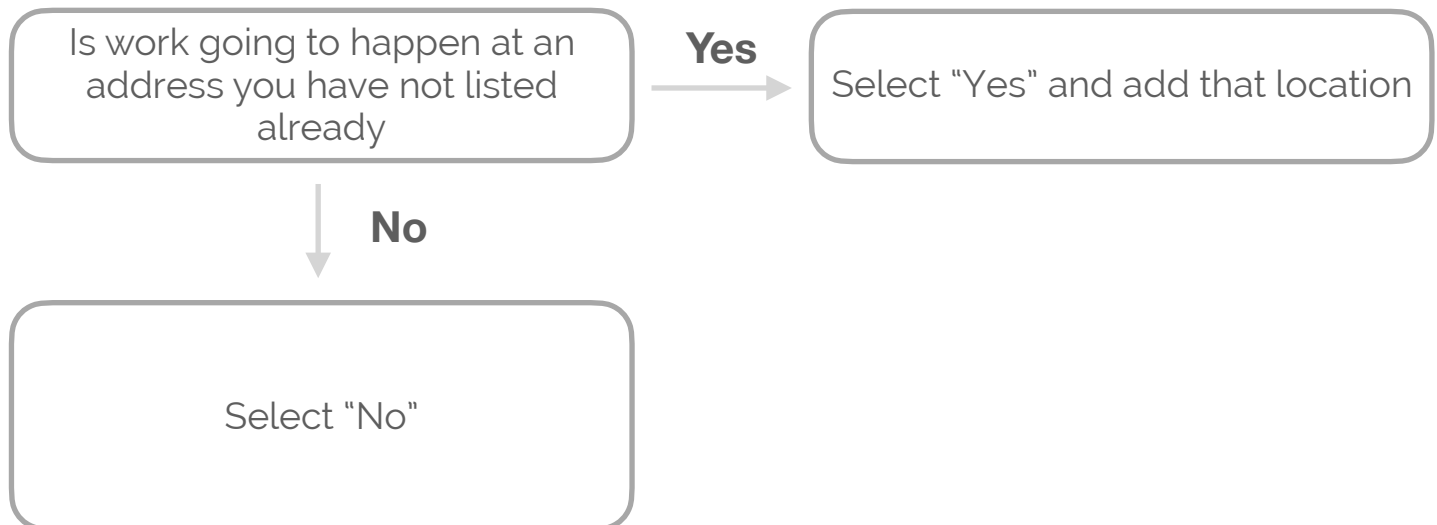 Is work going to happen at an
address you have not listed
already
Yes
Select “Yes” and add that location
No
Select “No”